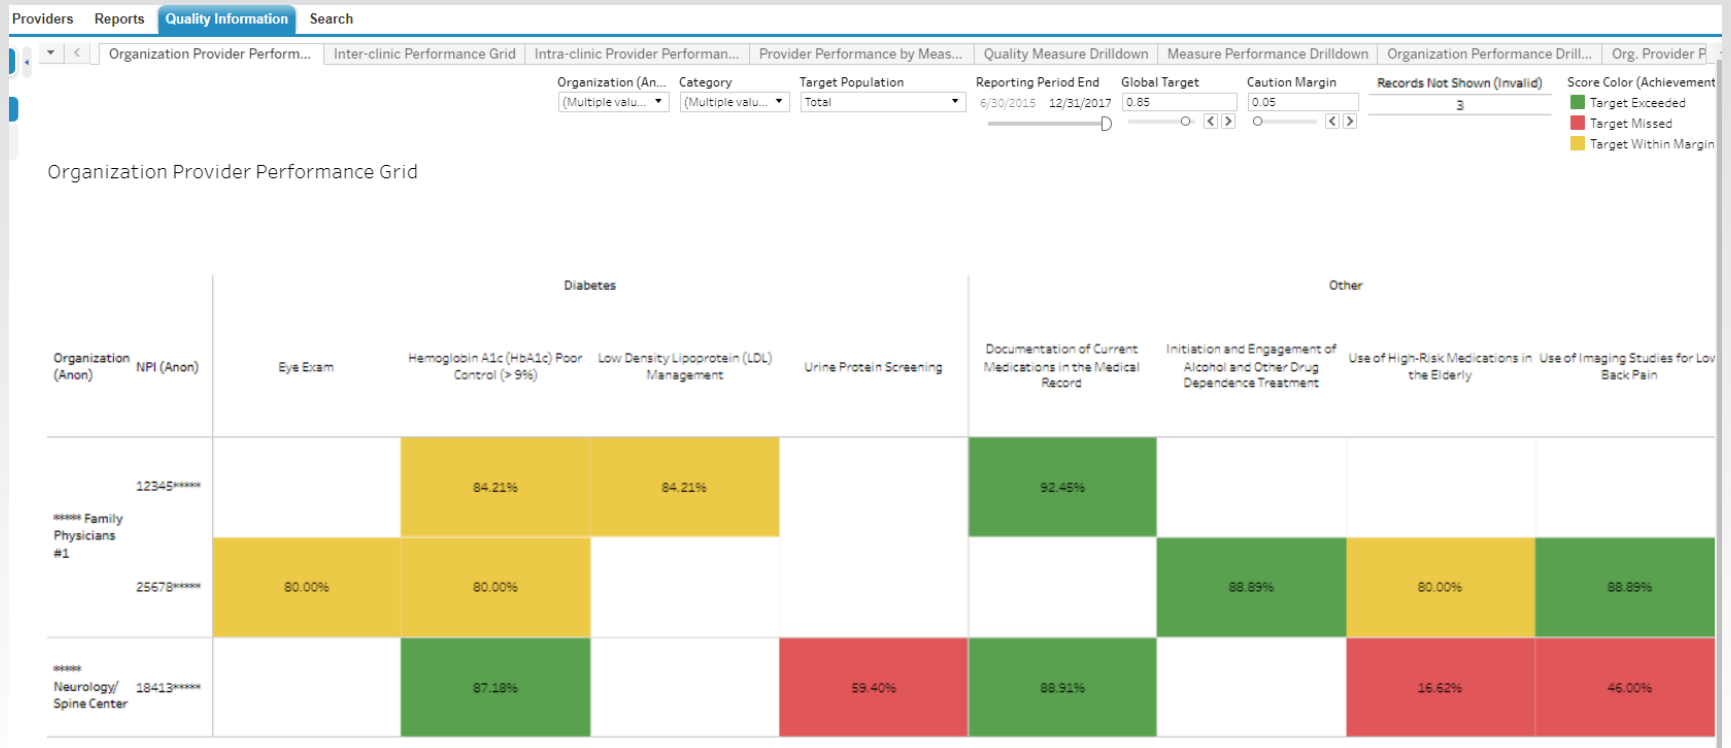 Providers Reports Quality Information Search
Organization Provider Perform... Inter-clinic Performance Grid Intra-clinic Provider Performan... Provider Performance by Meas... Quality Measure Drilldown Measure Performance Drilldown Organization Performance Drill... Org. Provider P
Organization (An... Category Target Population Reporting Period End Global Target Caution Margin Records Not Shown (Invalid) Score Color (Achievement
(Multiple valu... (Multiple valu... Total 6/30/2015 12/31/2017 0.85 0.05 3 Target Exceeded
Target Missed
Target Within Margin
Organization Provider Performance Grid
Diabetes Other
Organization
(Anon)
NPI (Anon)
Eye Exam
Hemoglobin A1c (HbA1c) Poor
Control (> 9%)
Low Density Lipoprotein (LDL)
Management
Urine Protein Screening
Documentation of Current
Medications in the Medical
Record
Initiation and Engagement of
Alcohol and Other Drug
Dependence Treatment
Use of High-Risk Medications in
the Elderly
Use of Imaging Studies for Low
Back Pain
***** Family
Physicians
#1
12345***** 84.21% 84.21% 92.45%
25678***** 80.00% 80.00% 88.89% 80.00% 88.89%
*****
Neurology/
Spine Center
18413***** 87.18% 59.40% 88.91% 16.62% 46.00%